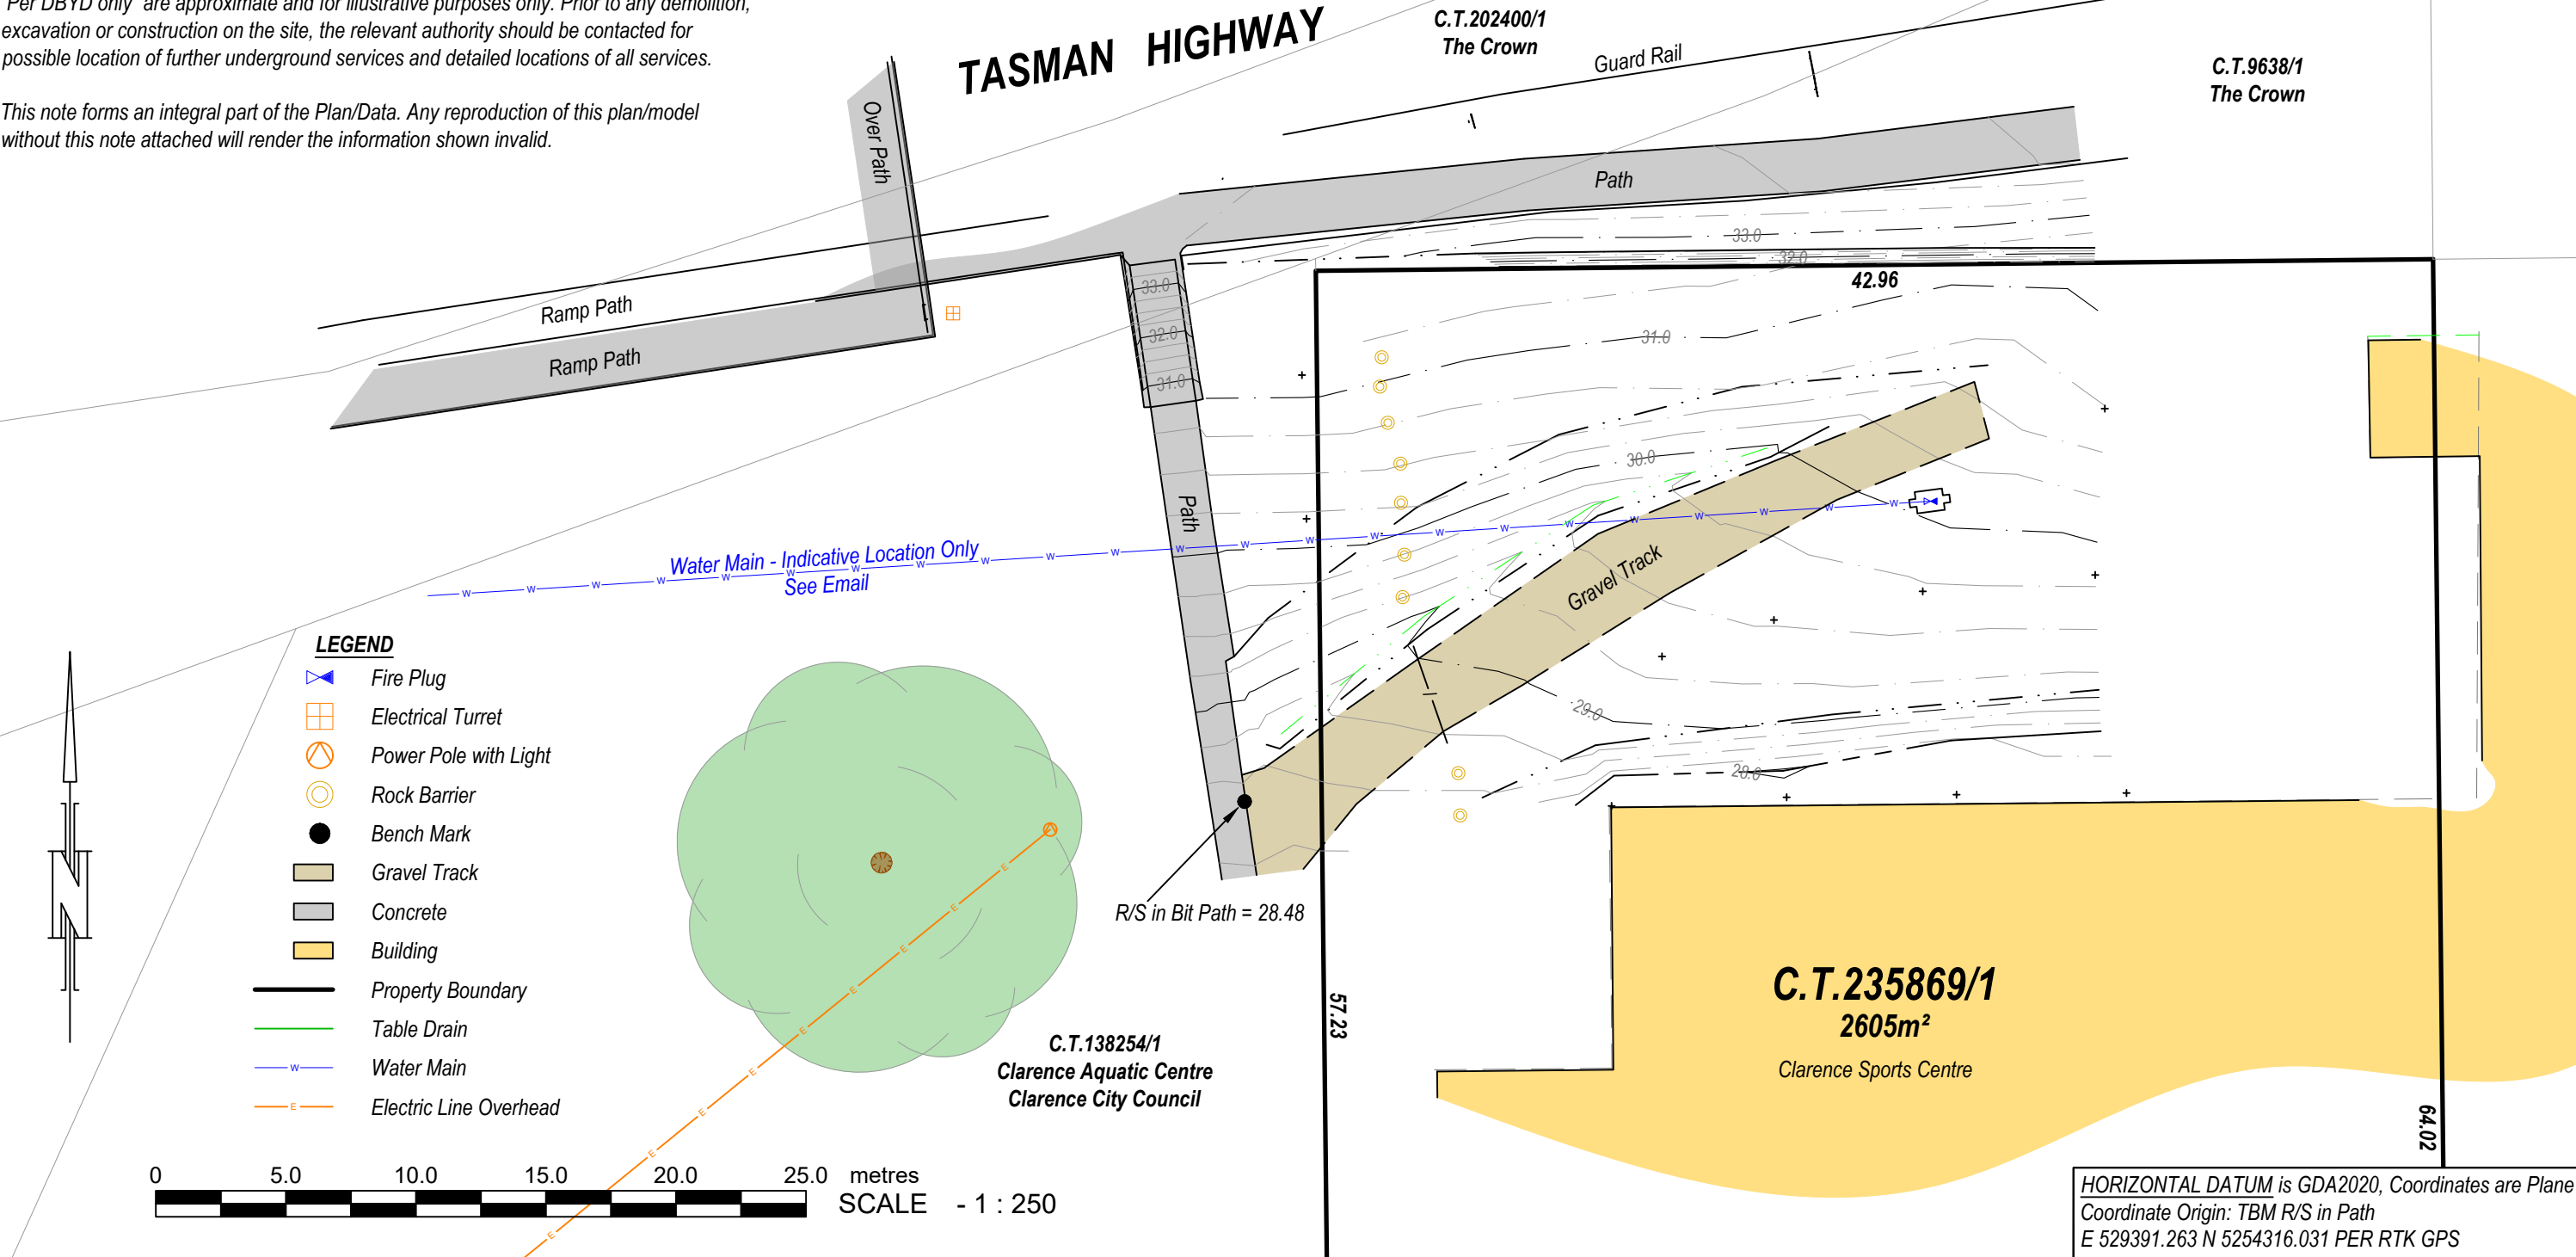 'Per DBYD only' are approximate and for illustrative purposes only. Prior to any demolition,
excavation or construction on the site, the relevant authority should be contacted for
possible location of further underground services and detailed locations of all services.
This note forms an integral part of the Plan/Data. Any reproduction of this plan/model
without this note attached will render the information shown invalid.
TASMAN HIGHWAY
C.T.202400/1
The Crown
Guard Rail
C.T.9638/1
The Crown
Over Path
Path
Ramp Path
Ramp Path
33.0
32.0
42.96
33.0
32.0
31.0
31.0
30.0
Path
Water Main - Indicative Location Only
See Email
W W W W W W W W W W W W W W W W W W W W W W W
Gravel Track
29.0
28.0
LEGEND
Fire Plug
Electrical Turret
Power Pole with Light
Rock Barrier
Bench Mark
Gravel Track
Concrete
Building
Property Boundary
Table Drain
W Water Main
E Electric Line Overhead
N
E E E E E E E E E E
R/S in Bit Path = 28.48
57.23
C.T.138254/1
Clarence Aquatic Centre
Clarence City Council
C.T.235869/1
2605m²
Clarence Sports Centre
64.02
0 5.0 10.0 15.0 20.0 25.0 metres
SCALE - 1 : 250
HORIZONTAL DATUM is GDA2020, Coordinates are Plane
Coordinate Origin: TBM R/S in Path
E 529391.263 N 5254316.031 PER RTK GPS